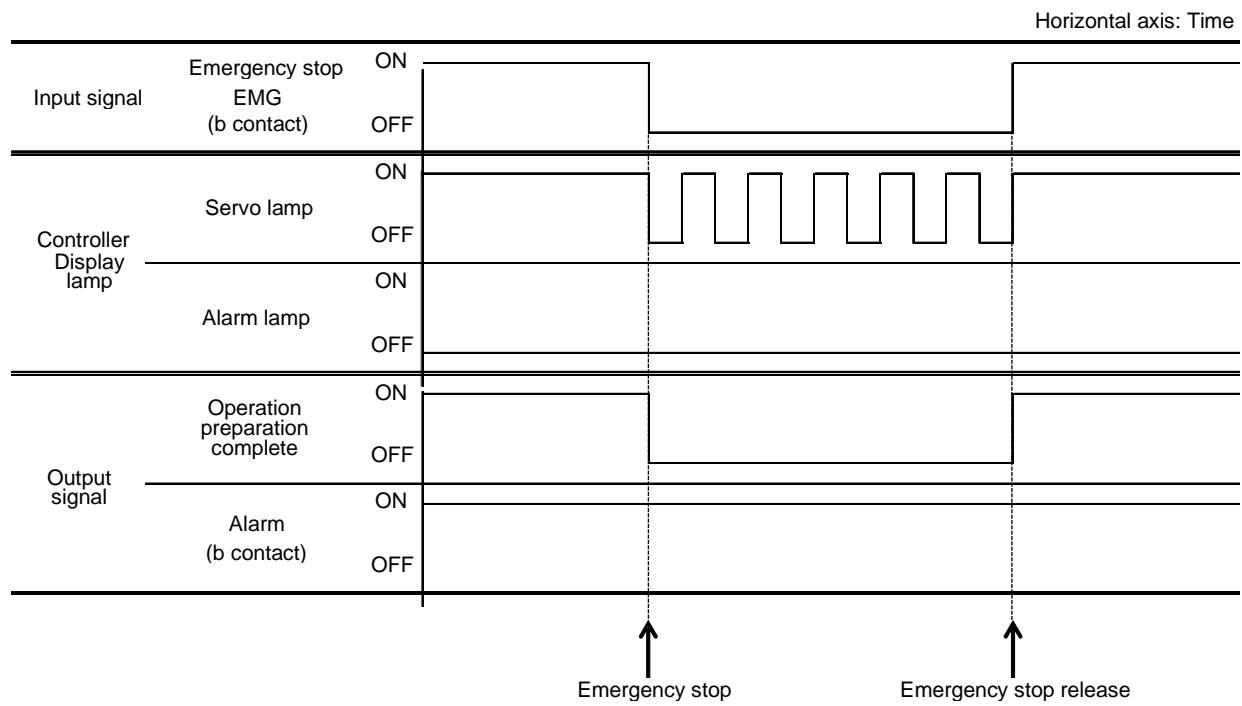 Horizontal axis: Time
Input signal
Emergency stop
EMG
(b contact)
ON
OFF
Controller
Display
lamp
Servo lamp
ON
OFF
Alarm lamp
ON
OFF
Output
signal
Operation
preparation
complete
ON
OFF
Alarm
(b contact)
ON
OFF
Emergency stop
Emergency stop release